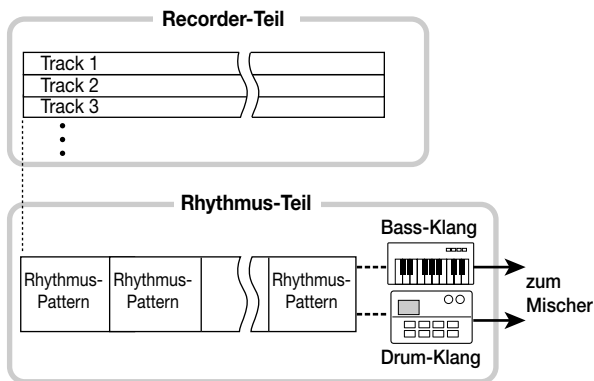 Recorder-Teil
Track 1
Track 2
Track 3
Rhythmus-Teil
Bass-Klang
Rhythmus-
Pattern
Rhythmus-
Pattern
Rhythmus-
Pattern
zum
Mischer
Drum-Klang